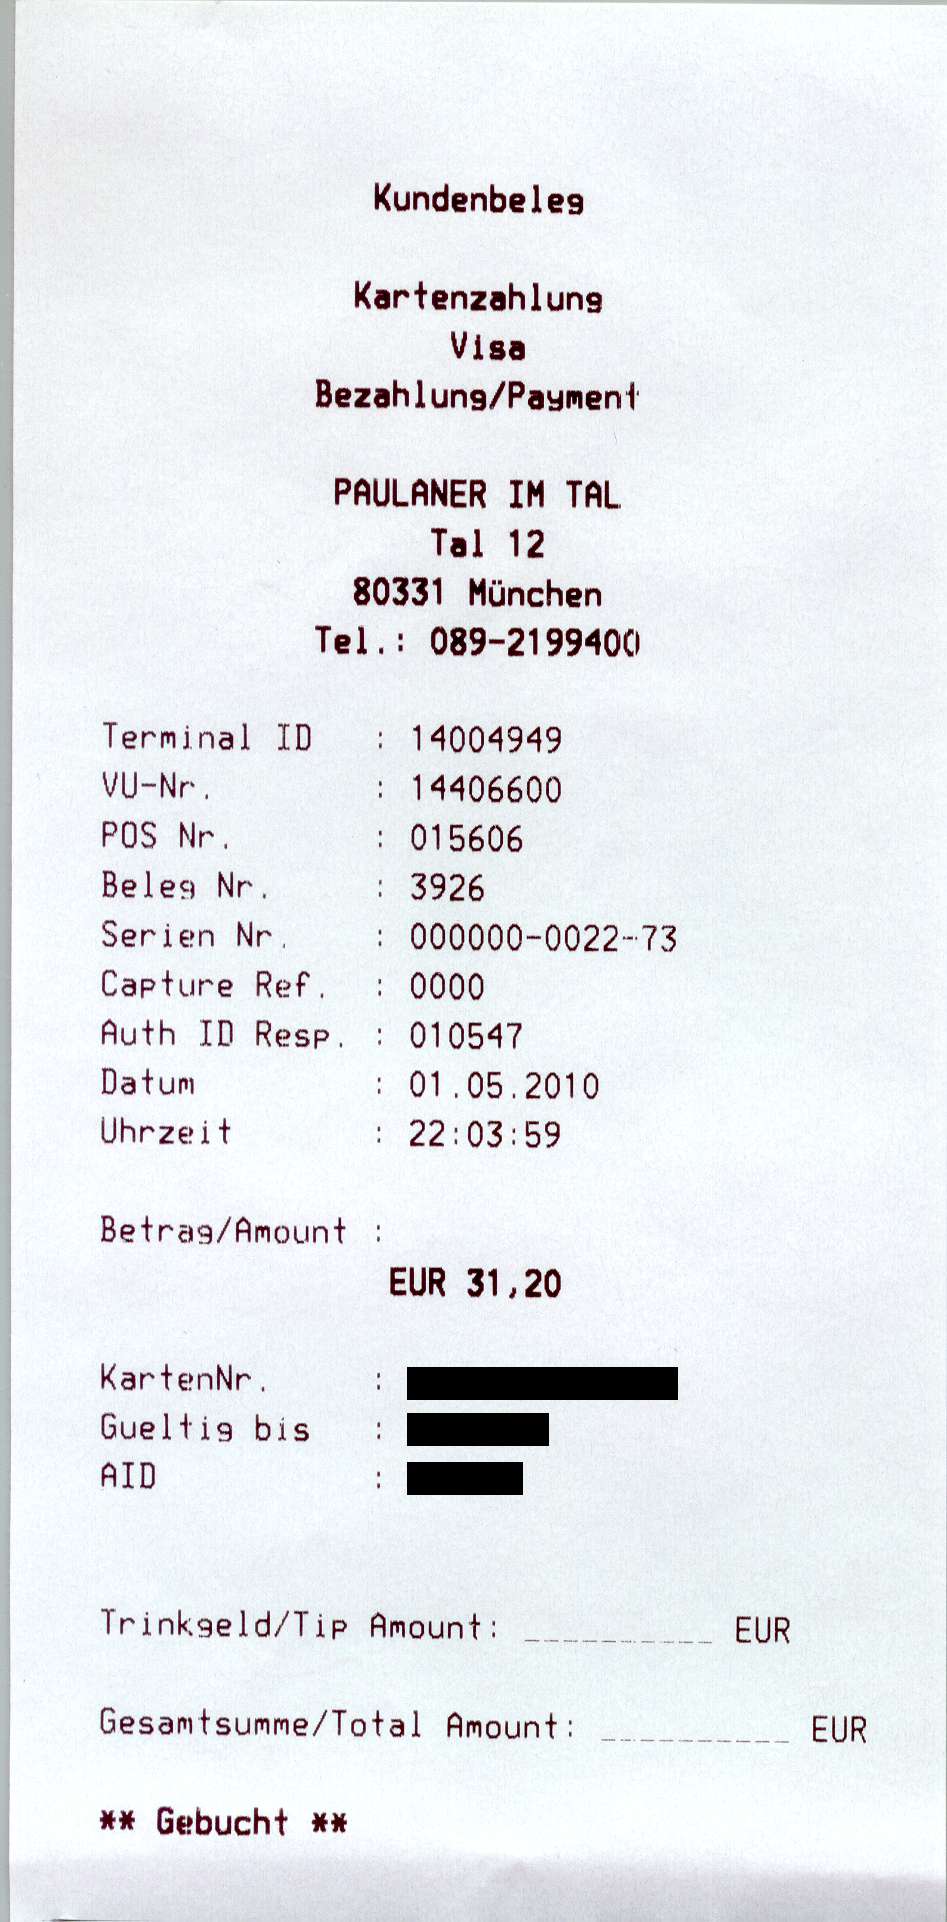 Kundenbeleg
Kartenzahlung
Visa
Bezahlung/Payment
PAULANER IM TAL
Tal 12
80331 München
Tel.: 089-2199400
Terminal ID : 14004949
VU-Nr. : 14406600
POS Nr. : 015606
Beleg Nr. : 3926
Serien Nr. : 000000-0022-73
Capture Ref. : 0000
Auth ID Resp. : 010547
Datum : 01.05.2010
Uhrzeit : 22:03:59
Betrag/Amount :
EUR 31,20
KartenNr. :
Gueltig bis :
AID :
Trinkgeld/Tip Amount: __________ EUR
Gesamtsumme/Total Amount: __________ EUR
** Gebucht **